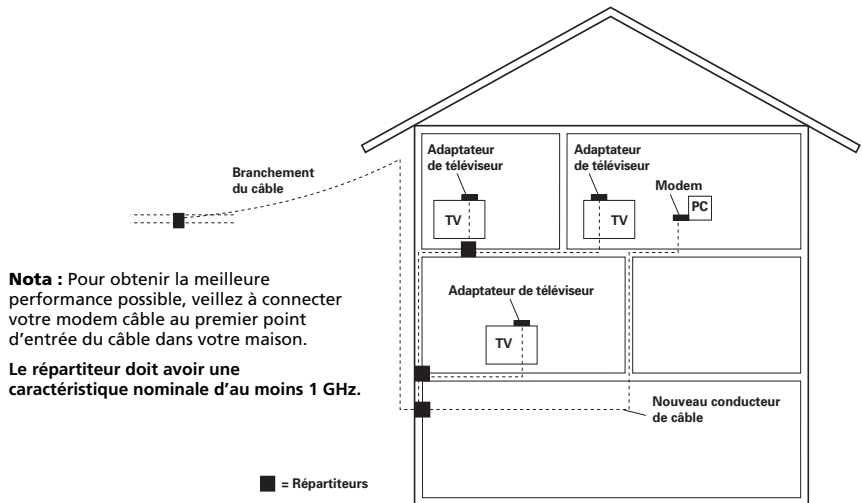 Branchement
du câble
Adaptateur
de téléviseur
TV
Adaptateur
de téléviseur
TV
Modem
PC
Nota : Pour obtenir la meilleure
performance possible, veillez à connecter
votre modem câble au premier point
d'entrée du câble dans votre maison.
Le répartiteur doit avoir une
caractéristique nominale d'au moins 1 GHz.
Adaptateur de téléviseur
TV
Nouveau conducteur
de câble
= Répartiteurs